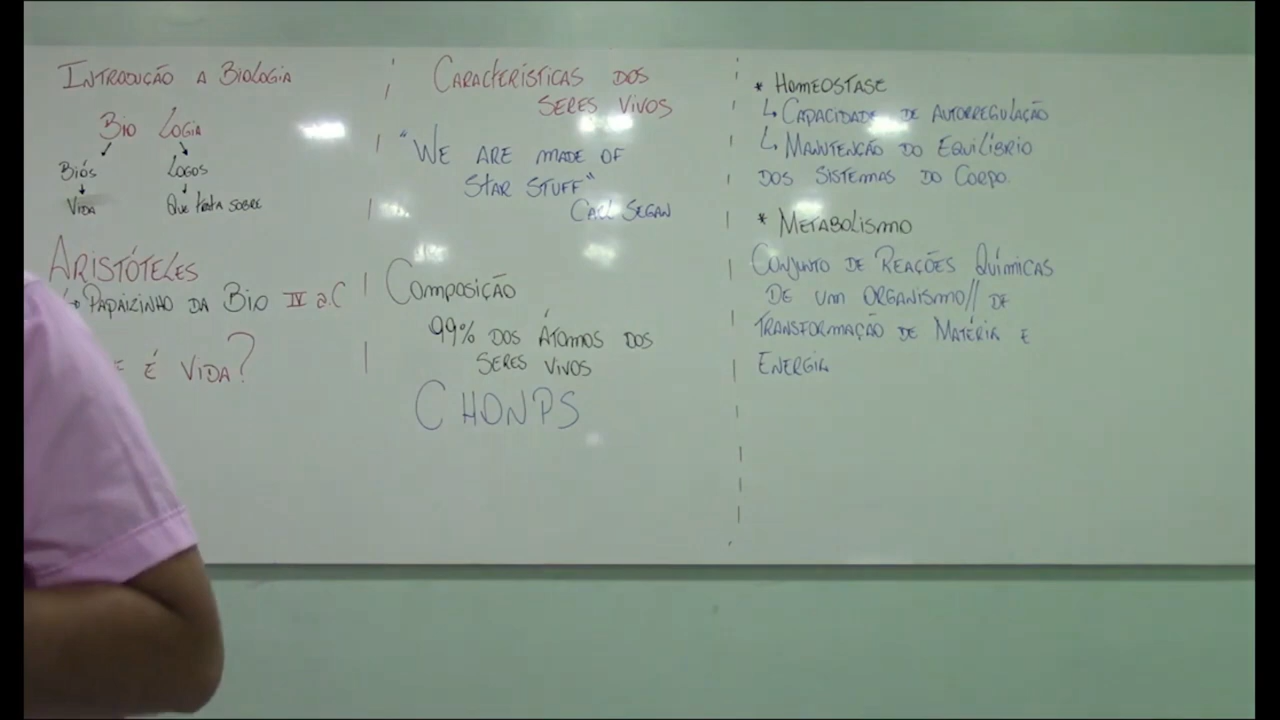 INTRODUÇÃO A BIOLOGIA
BIO LOGIA
BIÓS LOGOS
VIDA QUE TRATA SOBRE
ARISTÓTELES
↳ PAPAIZINHO DA BIO IV a.C
E É VIDA?
CARACTERÍSTICAS DOS
SERES VIVOS
"WE ARE MADE OF
STAR STUFF"
CARL SEGAN
COMPOSIÇÃO
99% DOS ÁTOMOS DOS
SERES VIVOS
CHONPS
* HOMEOSTASE
↳ CAPACIDADE DE AUTORREGULAÇÃO
↳ MANUTENÇÃO DO EQUILÍBRIO
DOS SISTEMAS DO CORPO.
* METABOLISMO
CONJUNTO DE REAÇÕES QUÍMICAS
DE UM ORGANISMO// DE
TRANSFORMAÇÃO DE MATÉRIA E
ENERGIA